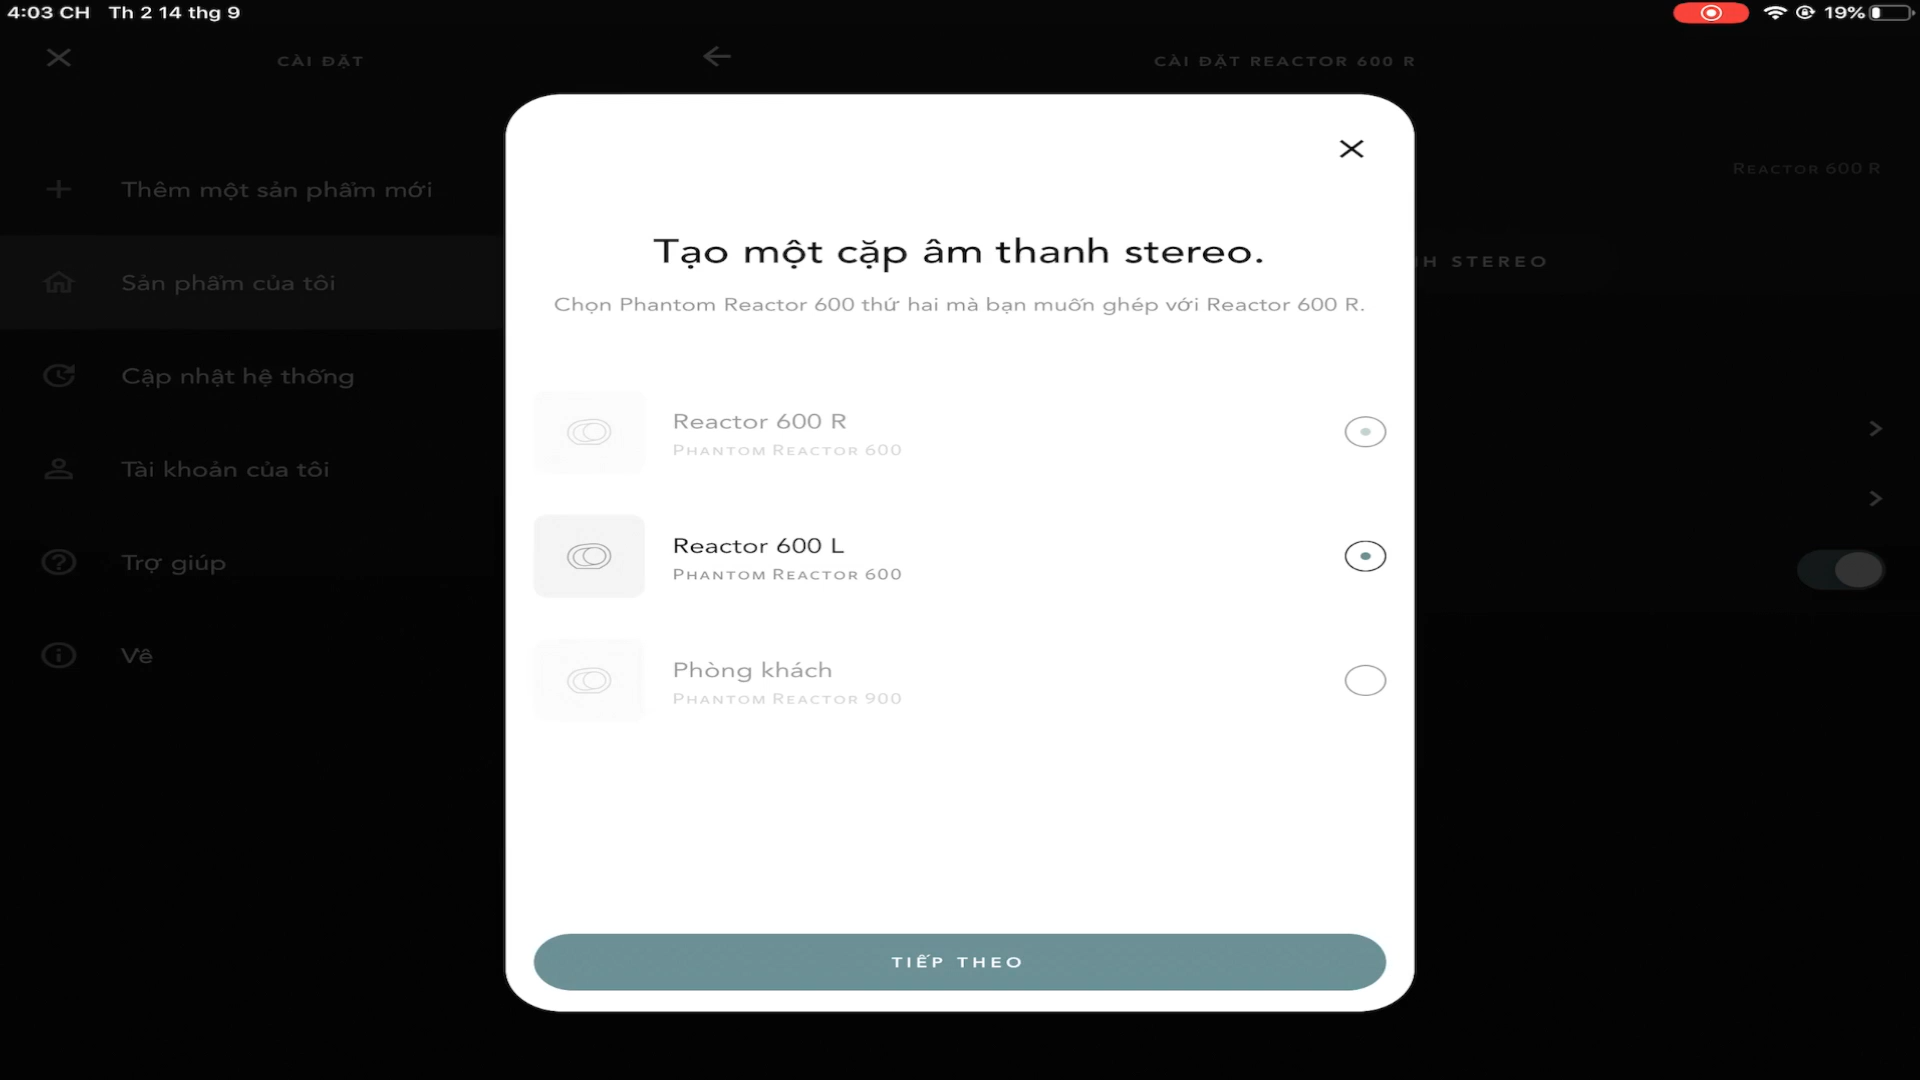 4:03 CH Th 2 14 thg 9
19%
CÀI ĐẶT
CÀI ĐẶT REACTOR 600 R
Thêm một sản phẩm mới
Sản phẩm của tôi
Cập nhật hệ thống
Tài khoản của tôi
Trợ giúp
Về
REACTOR 600 R
H STEREO
Tạo một cặp âm thanh stereo.
Chọn Phantom Reactor 600 thứ hai mà bạn muốn ghép với Reactor 600 R.
Reactor 600 R
PHANTOM REACTOR 600
Reactor 600 L
PHANTOM REACTOR 600
Phòng khách
PHANTOM REACTOR 900
TIẾP THEO